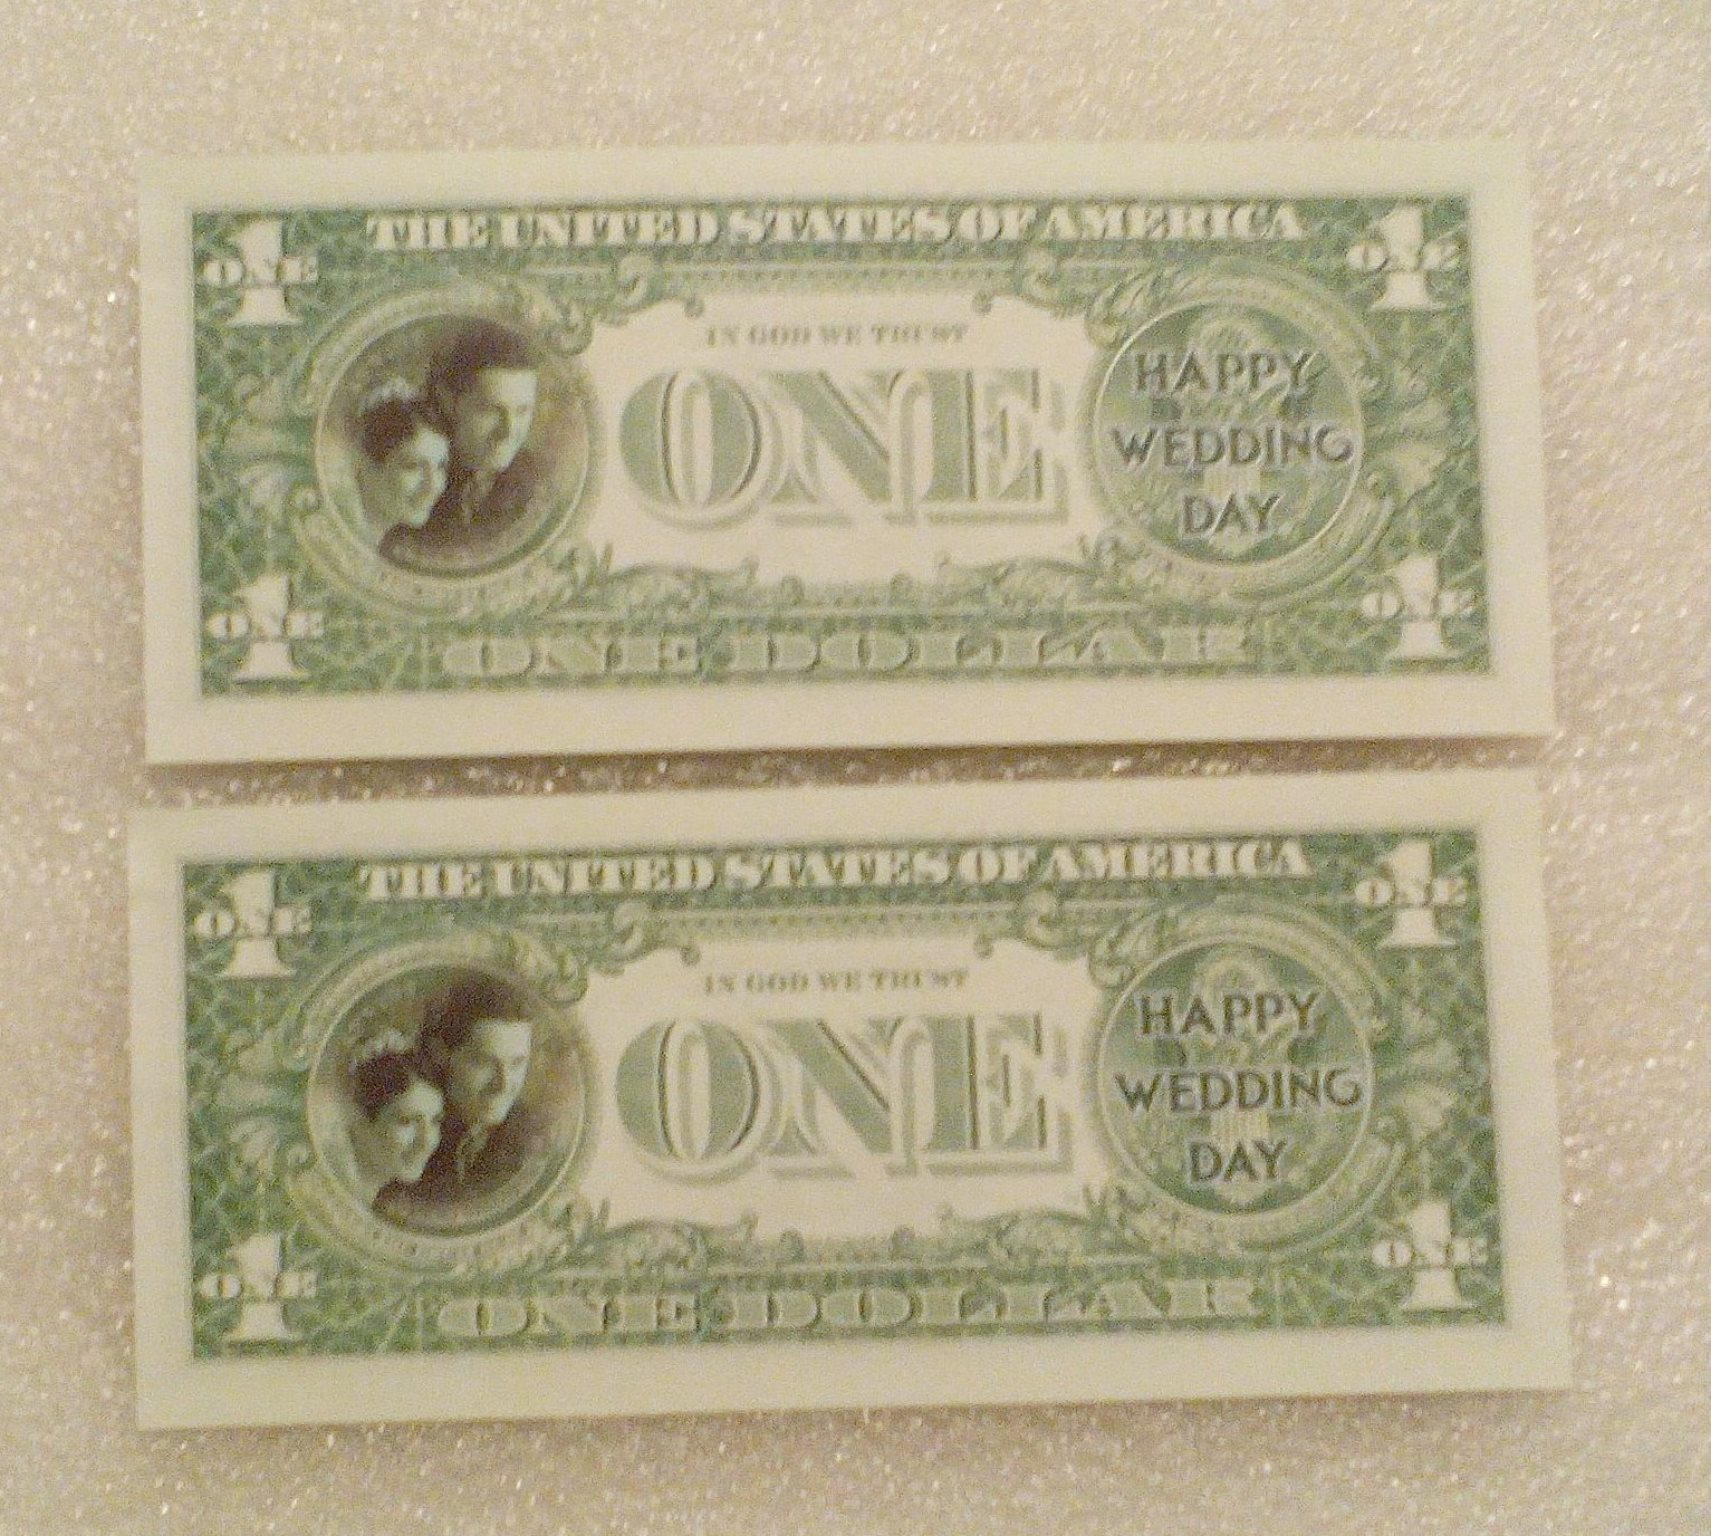 THE UNITED STATES OF AMERICA
1 ONE
1 ONE
IN GOD WE TRUST
ONE
HAPPY
WEDDING
DAY
1 ONE
1 ONE
ONE DOLLAR
THE UNITED STATES OF AMERICA
1 ONE
1 ONE
IN GOD WE TRUST
ONE
HAPPY
WEDDING
DAY
1 ONE
1 ONE
ONE DOLLAR